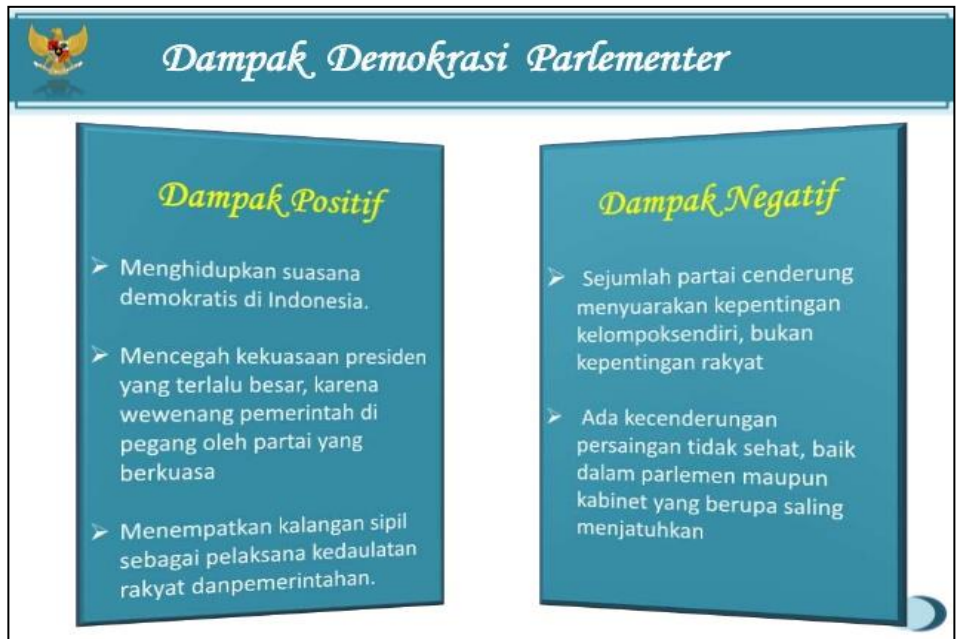 Dampak Demokrasi Parlementer
Dampak Positif
➢ Menghidupkan suasana
demokratis di Indonesia.
➢ Mencegah kekuasaan presiden
yang terlalu besar, karena
wewenang pemerintah di
pegang oleh partai yang
berkuasa
➢ Menempatkan kalangan sipil
sebagai pelaksana kedaulatan
rakyat danpemerintahan.
Dampak Negatif
➢ Sejumlah partai cenderung
menyuarakan kepentingan
kelompoksendiri, bukan
kepentingan rakyat
➢ Ada kecenderungan
persaingan tidak sehat, baik
dalam parlemen maupun
kabinet yang berupa saling
menjatuhkan